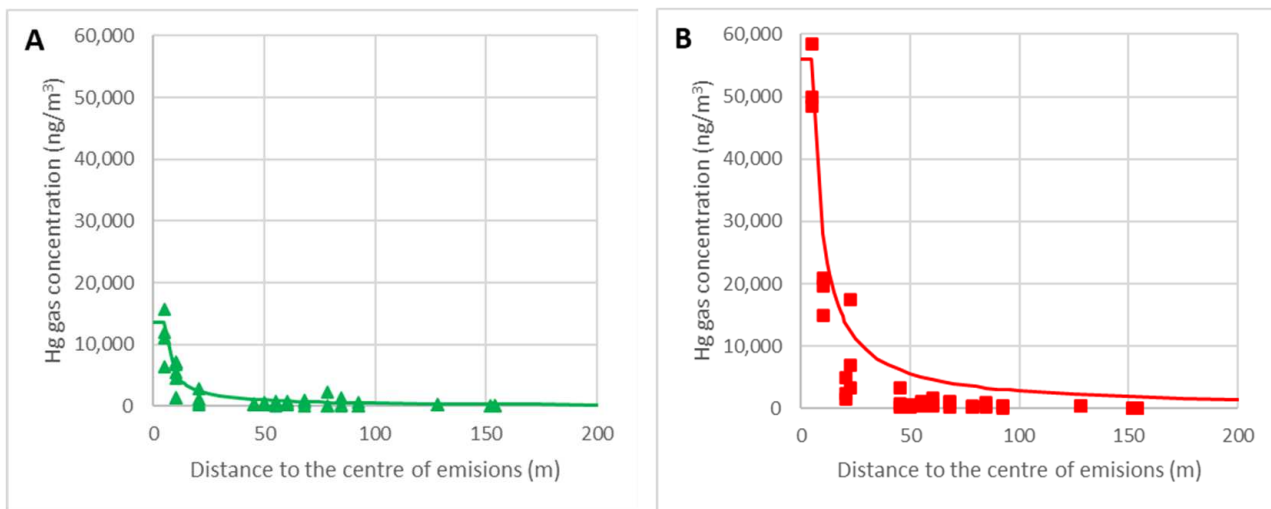 A
Hg gas concentration (ng/m³)
60,000
50,000
40,000
30,000
20,000
10,000
0
0 50 100 150 200
Distance to the centre of emisions (m)
B
Hg gas concentration (ng/m³)
60,000
50,000
40,000
30,000
20,000
10,000
0
0 50 100 150 200
Distance to the centre of emisions (m)